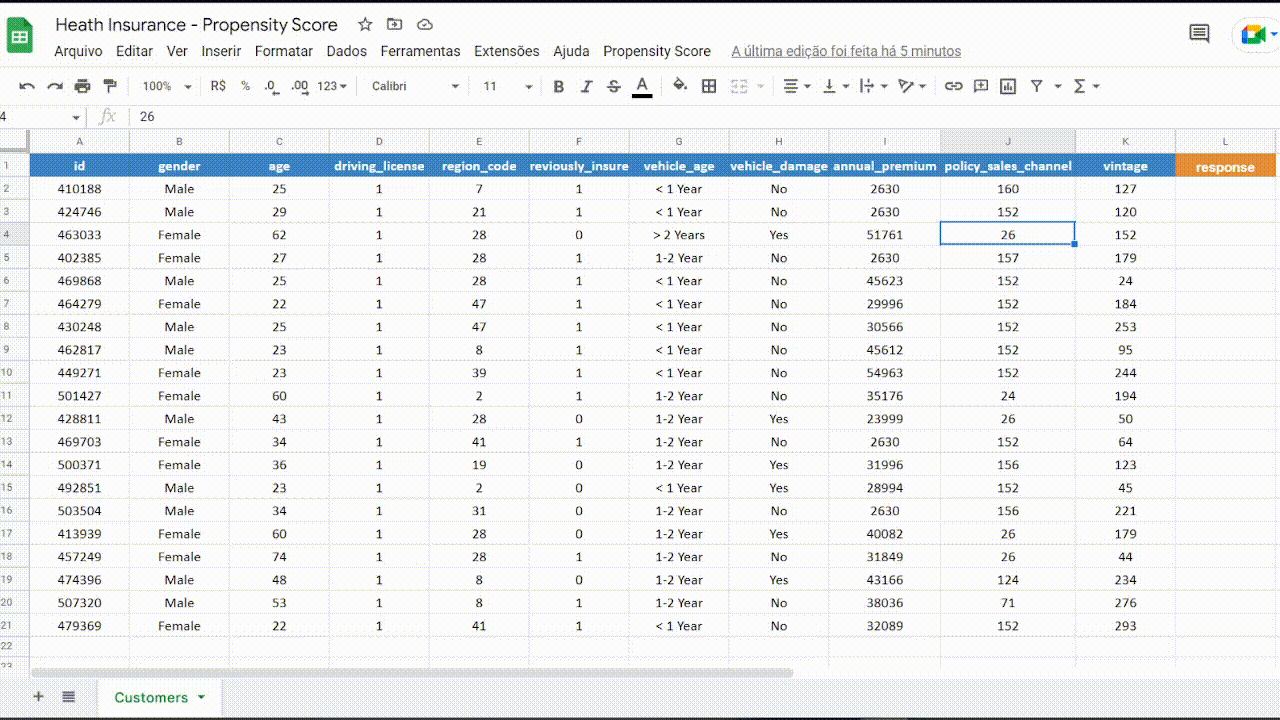 Heath Insurance - Propensity Score
Arquivo Editar Ver Inserir Formatar Dados Ferramentas Extensões Ajuda Propensity Score A última edição foi feita há 5 minutos
100% R$ % .0 .00 123 Calibri 11 B I S A
4 fx 26
A B C D E F G H I J K L
1 id gender age driving_license region_code reviously_insure vehicle_age vehicle_damage annual_premium policy_sales_channel vintage response
2 410188 Male 25 1 7 1 < 1 Year No 2630 160 127
3 424746 Male 29 1 21 1 < 1 Year No 2630 152 120
4 463033 Female 62 1 28 0 > 2 Years Yes 51761 26 152
5 402385 Female 27 1 28 1 1-2 Year No 2630 157 179
6 469868 Male 25 1 28 1 < 1 Year No 45623 152 24
7 464279 Female 22 1 47 1 < 1 Year No 29996 152 184
8 430248 Male 25 1 47 1 < 1 Year No 30566 152 253
9 462817 Male 23 1 8 1 < 1 Year No 45612 152 95
10 449271 Female 23 1 39 1 < 1 Year No 54963 152 244
11 501427 Female 60 1 2 1 1-2 Year No 35176 24 194
12 428811 Male 43 1 28 0 1-2 Year Yes 23999 26 50
13 469703 Female 34 1 41 1 1-2 Year No 2630 152 64
14 500371 Female 36 1 19 0 1-2 Year Yes 31996 156 123
15 492851 Male 23 1 2 0 < 1 Year Yes 28994 152 45
16 503504 Male 34 1 31 0 1-2 Year No 2630 156 221
17 413939 Female 60 1 28 0 1-2 Year Yes 40082 26 179
18 457249 Female 74 1 28 1 1-2 Year No 31849 26 44
19 474396 Male 48 1 8 0 1-2 Year Yes 43166 124 234
20 507320 Male 53 1 8 1 1-2 Year No 38036 71 276
21 479369 Female 22 1 41 1 < 1 Year No 32089 152 293
22
Customers